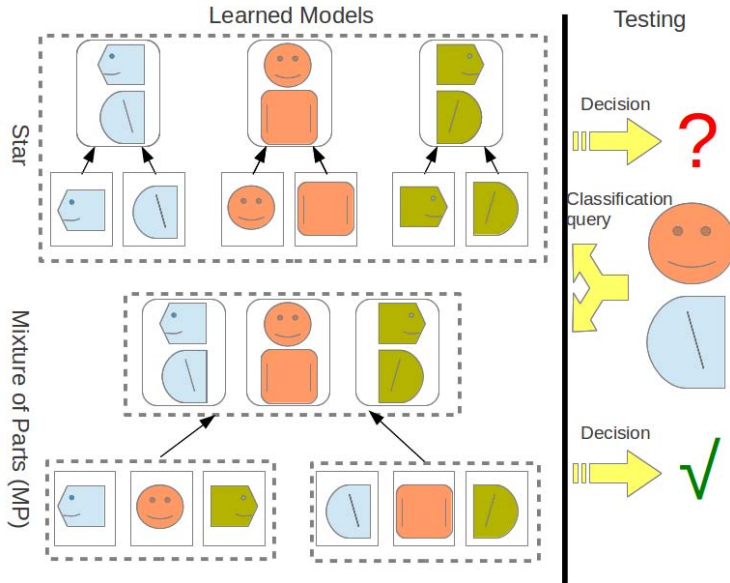 Learned Models
Testing
Star
Decision
?
Classification
query
Mixture of Parts (MP)
Decision
√